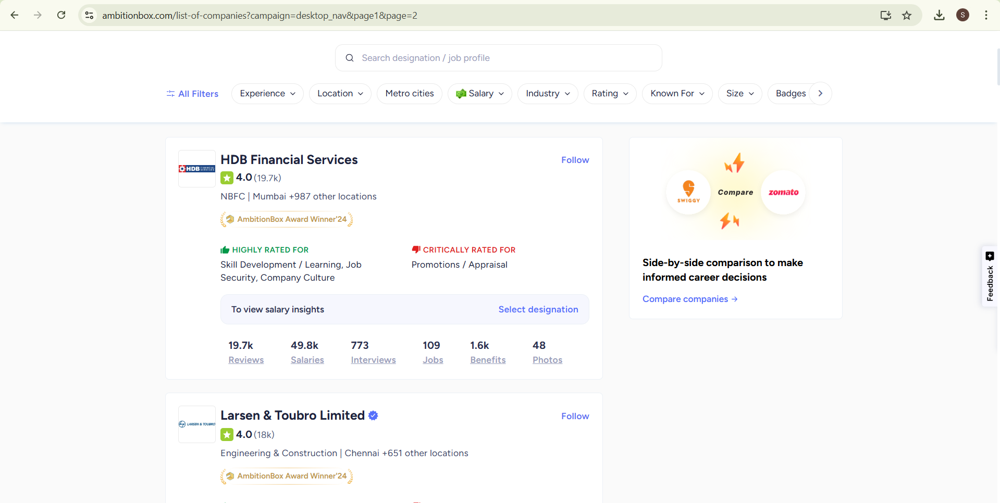 ambitionbox.com/list-of-companies?campaign=desktop_nav&page1&page=2
S
Search designation / job profile
All Filters
Experience
Location
Metro cities
Salary
Industry
Rating
Known For
Size
Badges
HDB FINANCIAL SERVICES
HDB Financial Services
Follow
4.0 (19.7k)
NBFC | Mumbai +987 other locations
AmbitionBox Award Winner'24
HIGHLY RATED FOR
Skill Development / Learning, Job
Security, Company Culture
CRITICALLY RATED FOR
Promotions / Appraisal
To view salary insights
Select designation
19.7k
Reviews
49.8k
Salaries
773
Interviews
109
Jobs
1.6k
Benefits
48
Photos
SWIGGY
Compare
zomato
Side-by-side comparison to make
informed career decisions
Compare companies →
Feedback
LARSEN & TOUBRO
Larsen & Toubro Limited
Follow
4.0 (18k)
Engineering & Construction | Chennai +651 other locations
AmbitionBox Award Winner'24